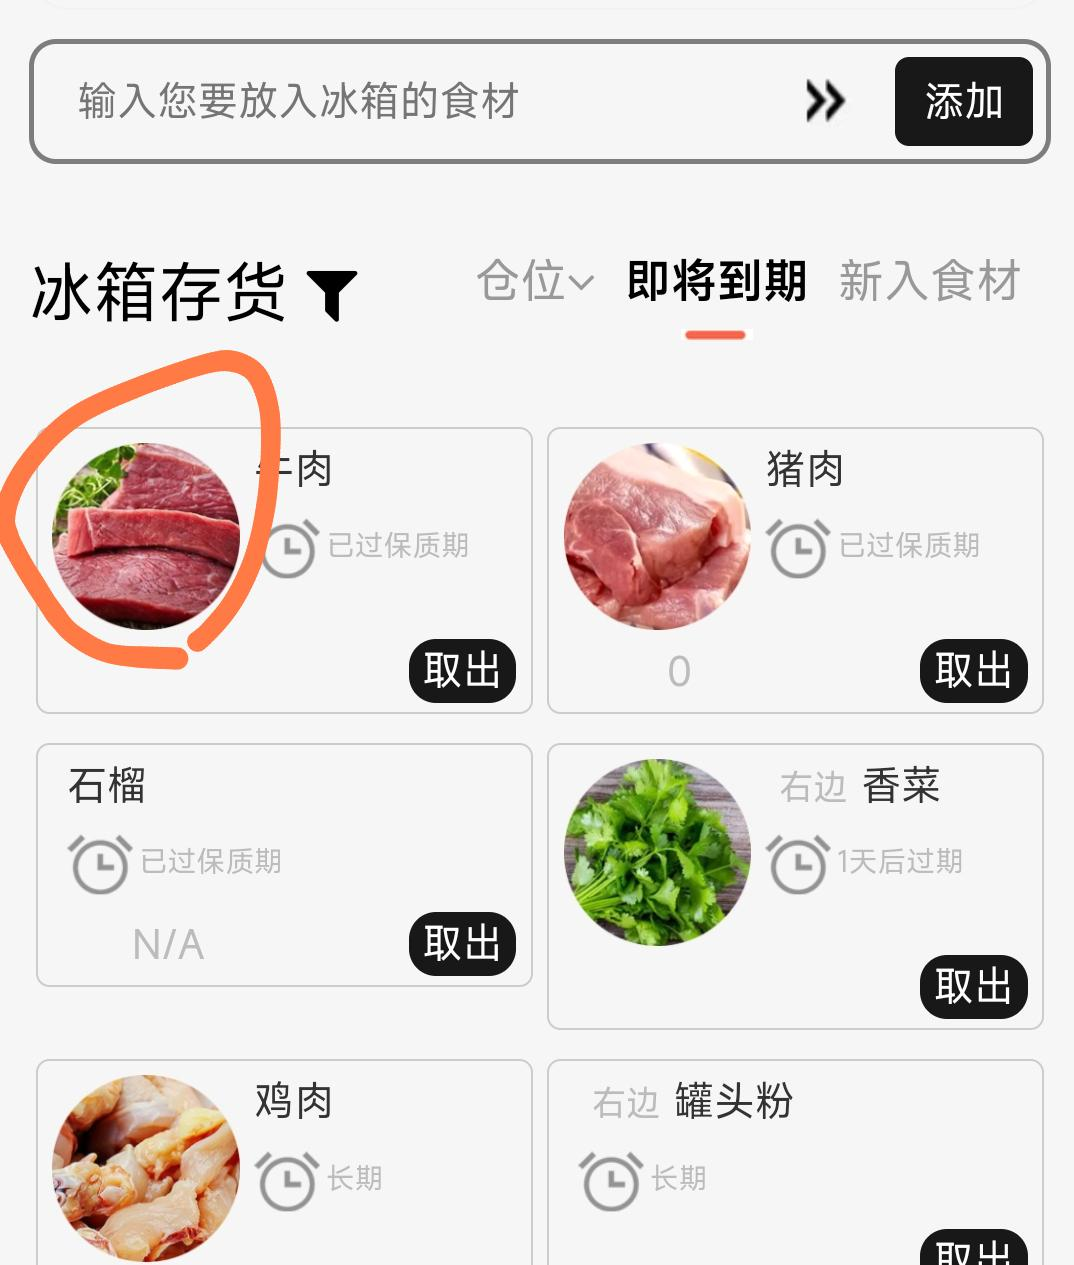 输入您要放入冰箱的食材
添加
冰箱存货
仓位
即将到期
新入食材
牛肉
已过保质期
取出
猪肉
已过保质期
0
取出
石榴
已过保质期
N/A
取出
右边 香菜
1天后过期
取出
鸡肉
长期
右边 罐头粉
长期
取出